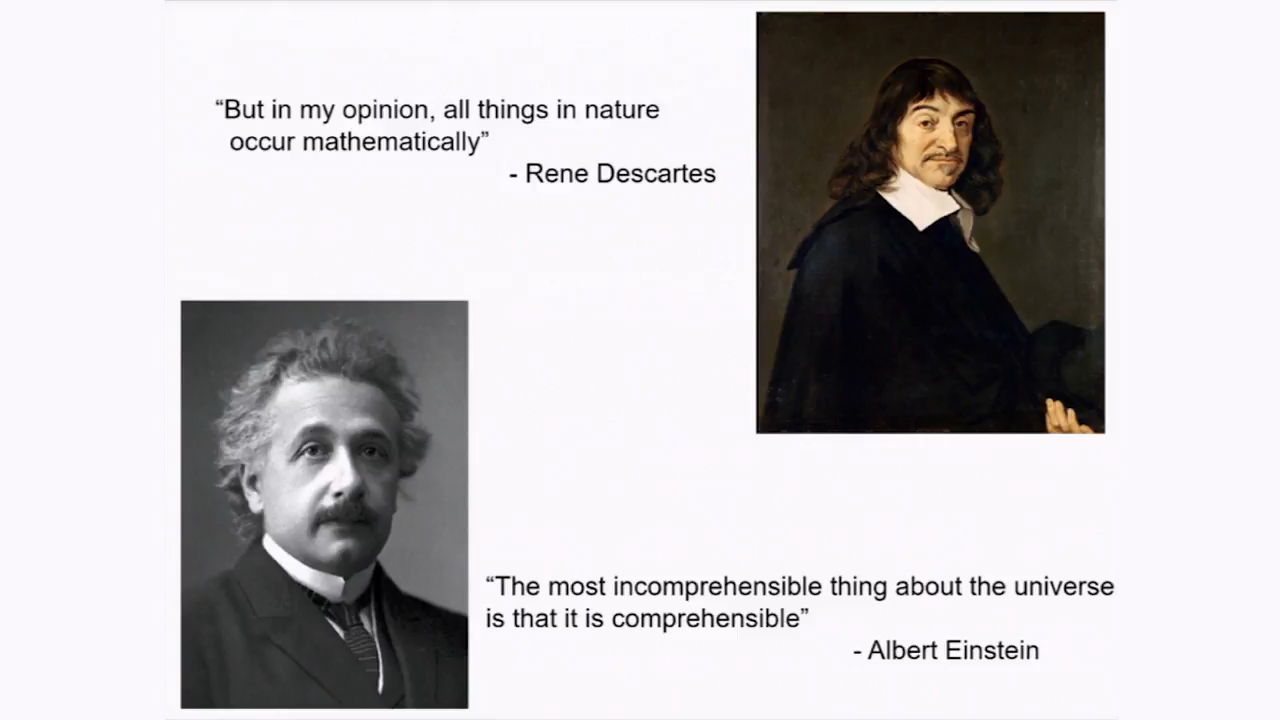 “But in my opinion, all things in nature
occur mathematically”
- Rene Descartes
“The most incomprehensible thing about the universe
is that it is comprehensible”
- Albert Einstein